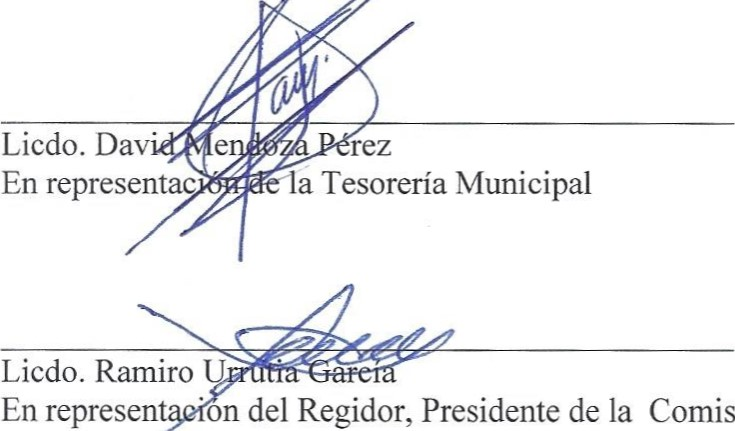 Licdo. David Mendoza Pérez
En representación de la Tesorería Municipal
Licdo. Ramiro Urrutia García
En representación del Regidor, Presidente de la Comis